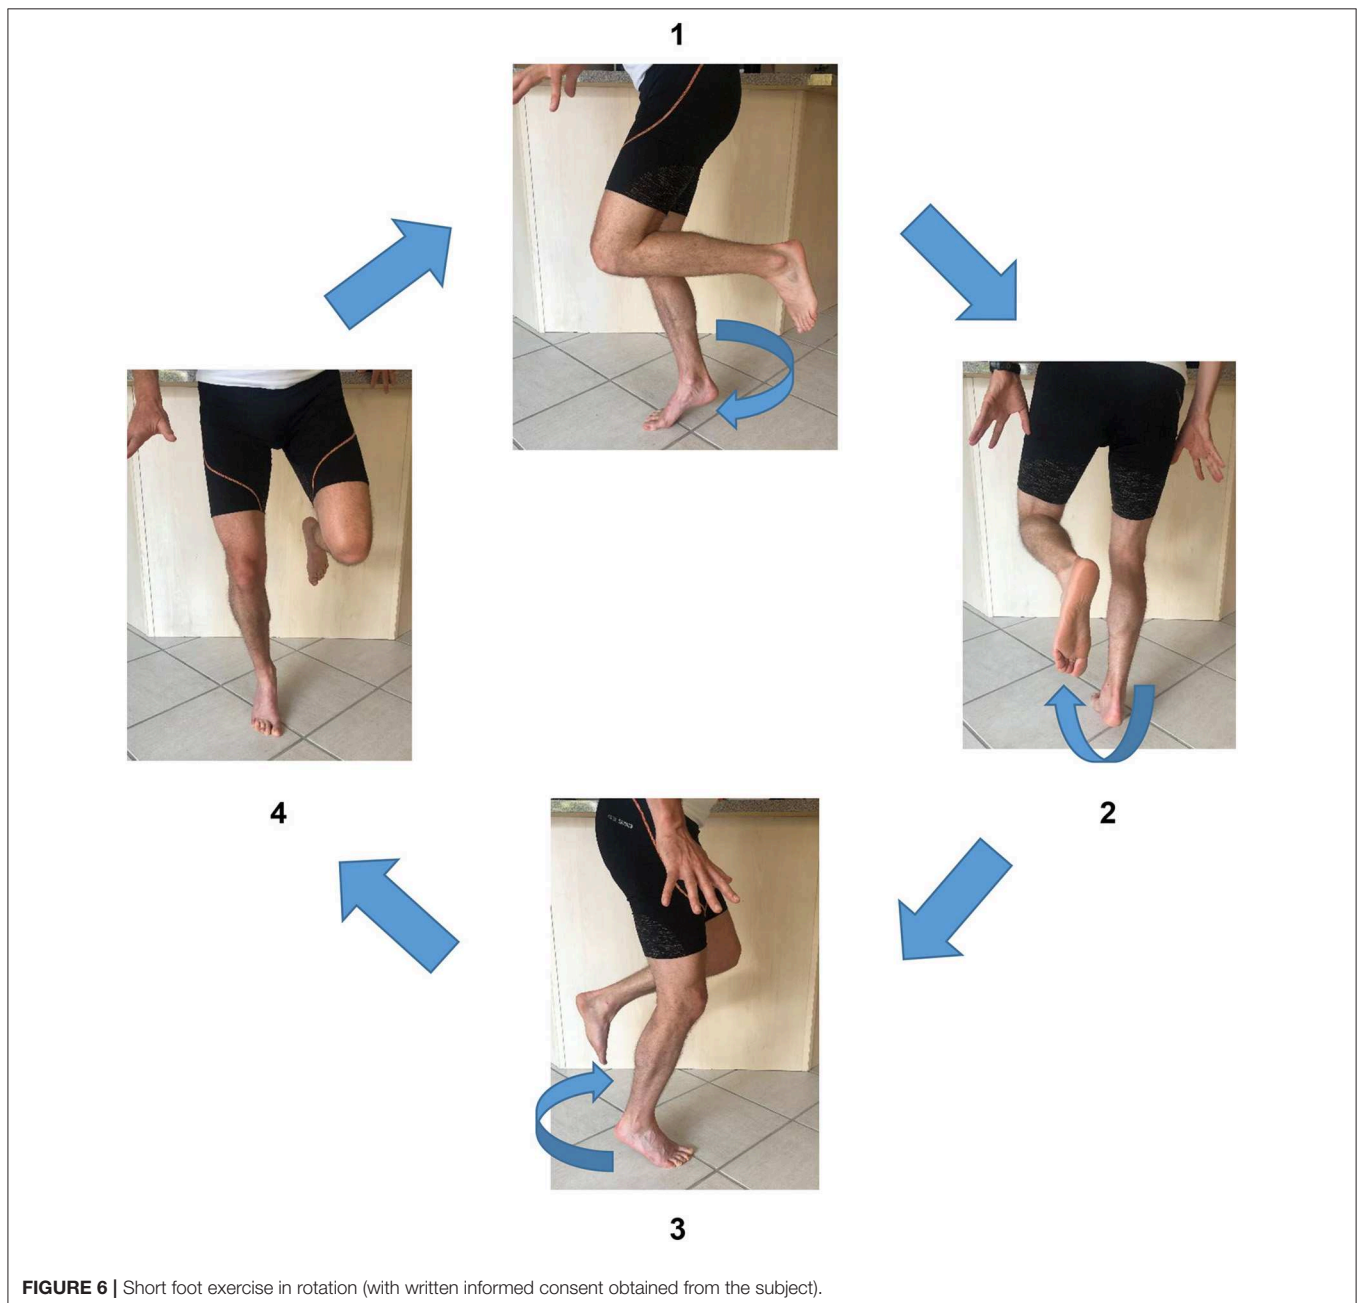 1
4
2
3
FIGURE 6 | Short foot exercise in rotation (with written informed consent obtained from the subject).